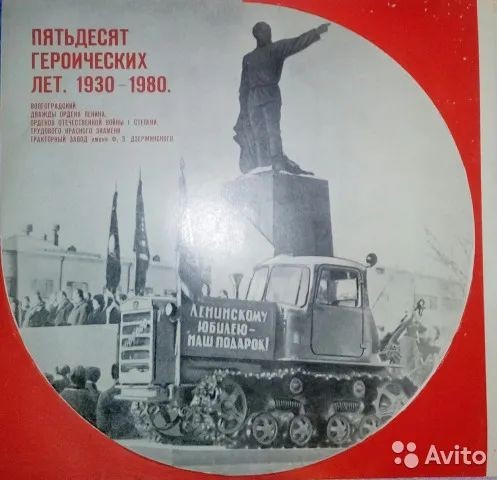 ПЯТЬДЕСЯТ
ГЕРОИЧЕСКИХ
ЛЕТ. 1930–1980.
ВОЛГОГРАДСКИЙ
ДВАЖДЫ ОРДЕНА ЛЕНИНА,
ОРДЕНОВ ОТЕЧЕСТВЕННОЙ ВОЙНЫ I СТЕПЕНИ,
ТРУДОВОГО КРАСНОГО ЗНАМЕНИ
ТРАКТОРНЫЙ ЗАВОД имени Ф. Э. ДЗЕРЖИНСКОГО
ЛЕНИНСКОМУ
ЮБИЛЕЮ–
НАШ ПОДАРОК!
Avito